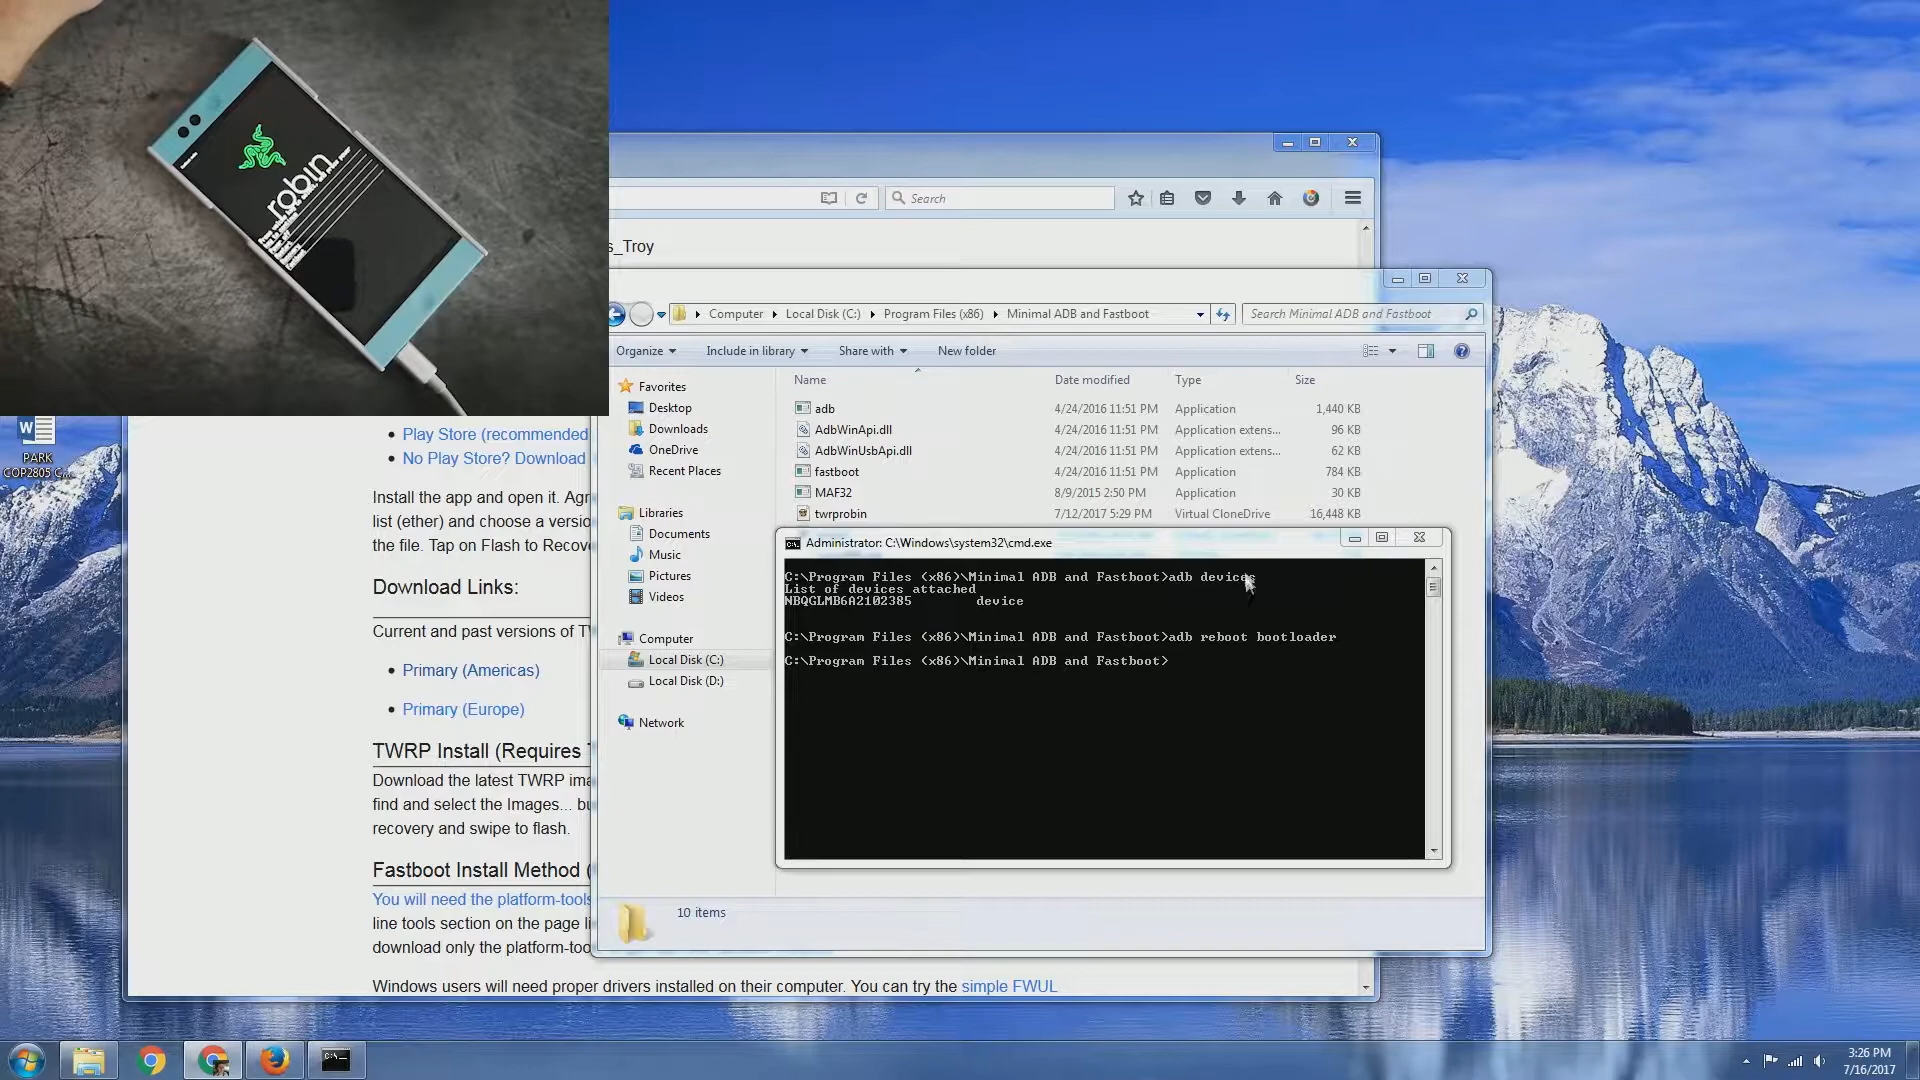 robin
Search
s_Troy
Computer
Local Disk (C:)
Program Files (x86)
Minimal ADB and Fastboot
Search Minimal ADB and Fastboot
Organize
Include in library
Share with
New folder
Name
Date modified
Type
Size
Favorites
Desktop
Downloads
OneDrive
Recent Places
Libraries
Documents
Music
Pictures
Videos
Computer
Local Disk (C:)
Local Disk (D:)
Network
adb 4/24/2016 11:51 PM Application 1,440 KB
AdbWinApi.dll 4/24/2016 11:51 PM Application extens... 96 KB
AdbWinUsbApi.dll 4/24/2016 11:51 PM Application extens... 62 KB
fastboot 4/24/2016 11:51 PM Application 784 KB
MAF32 8/9/2015 2:50 PM Application 30 KB
twrprobin 7/12/2017 5:29 PM Virtual CloneDrive 16,448 KB
Administrator: C:\Windows\system32\cmd.exe
C:\Program Files (x86)\Minimal ADB and Fastboot>adb devices
List of devices attached
NBQGLMB6A2102385 device
C:\Program Files (x86)\Minimal ADB and Fastboot>adb reboot bootloader
C:\Program Files (x86)\Minimal ADB and Fastboot>
10 items
PARK
COP2805 C...
Play Store (recommended
No Play Store? Download
Install the app and open it. Agr
list (ether) and choose a versio
the file. Tap on Flash to Recov
Download Links:
Current and past versions of T
Primary (Americas)
Primary (Europe)
TWRP Install (Requires
Download the latest TWRP ima
find and select the Images... bu
recovery and swipe to flash.
Fastboot Install Method (
You will need the platform-tools
line tools section on the page li
download only the platform-too
Windows users will need proper drivers installed on their computer. You can try the simple FWUL
3:26 PM
7/16/2017